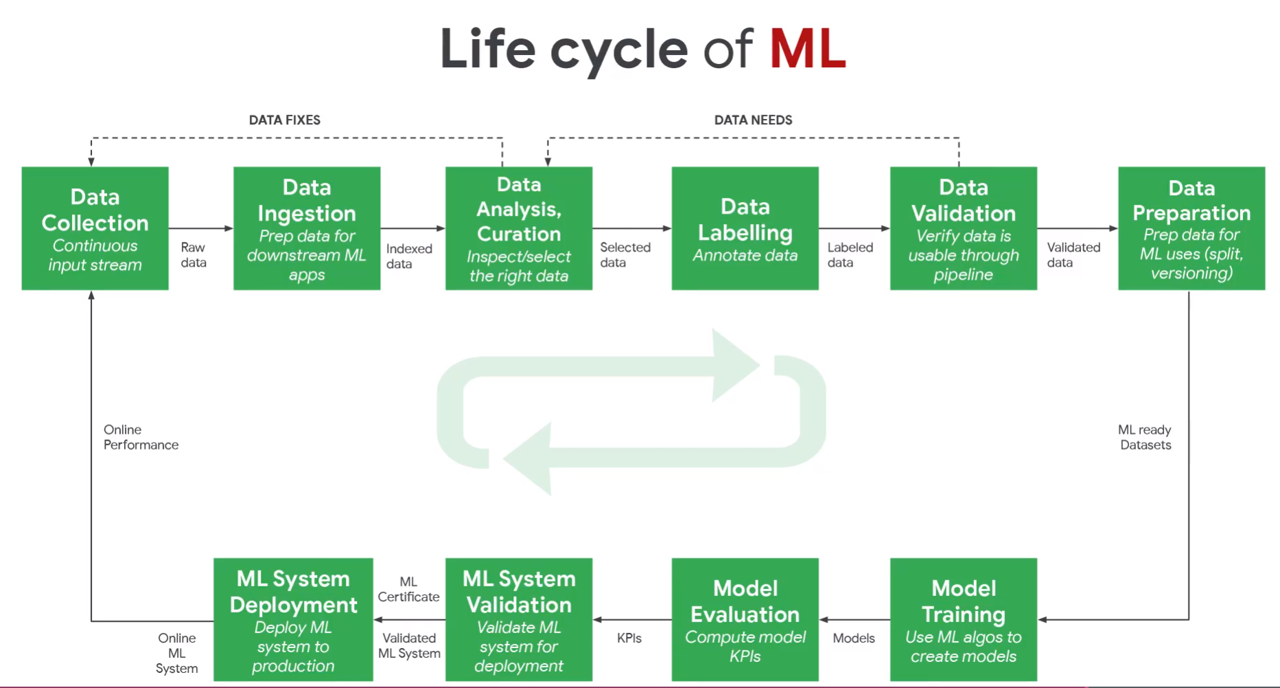 Life cycle of ML
DATA FIXES
DATA NEEDS
Data
Collection
Continuous
input stream
Raw
data
Data
Ingestion
Prep data for
downstream ML
apps
Indexed
data
Data
Analysis,
Curation
Inspect/select
the right data
Selected
data
Data
Labelling
Annotate data
Labeled
data
Data
Validation
Verify data is
usable through
pipeline
Validated
data
Data
Preparation
Prep data for
ML uses (split,
versioning)
Online
Performance
ML ready
Datasets
ML System
Deployment
Deploy ML
system to
production
Online
ML
System
ML
Certificate
Validated
ML System
ML System
Validation
Validate ML
system for
deployment
KPIs
Model
Evaluation
Compute model
KPIs
Models
Model
Training
Use ML algos to
create models